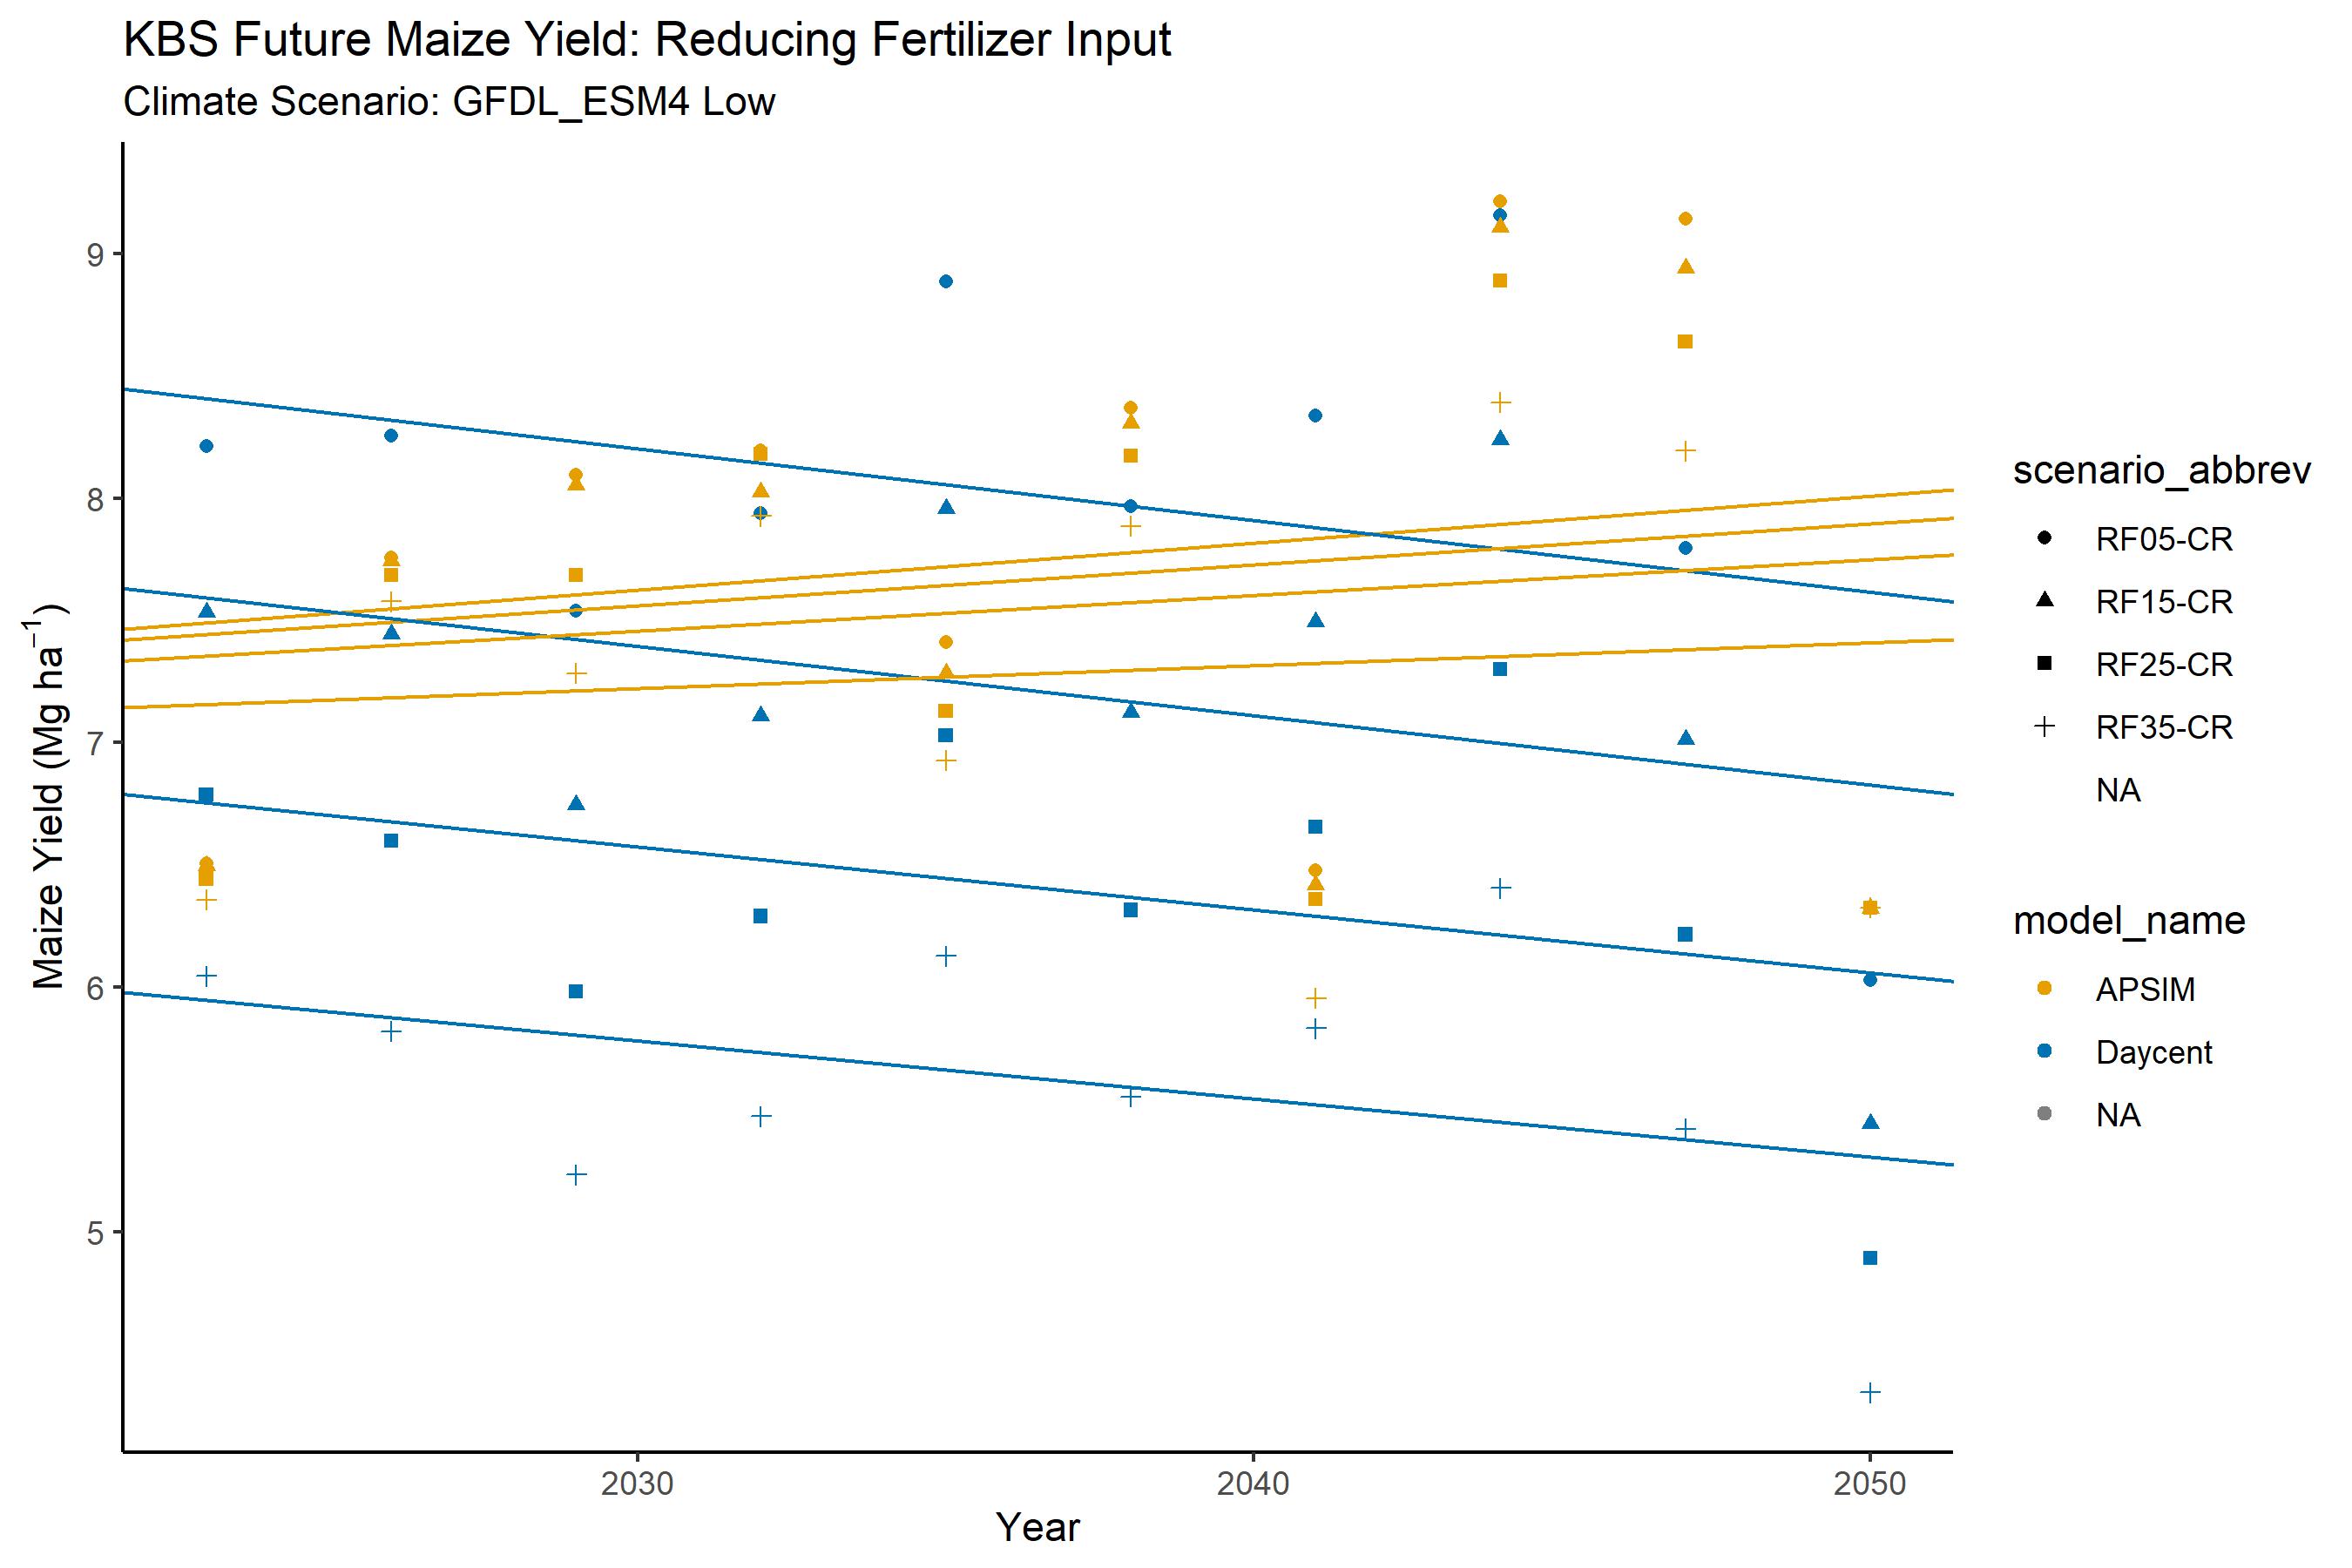 KBS Future Maize Yield: Reducing Fertilizer Input
Climate Scenario: GFDL_ESM4 Low
Maize Yield (Mg ha⁻¹)
9
8
7
6
5
2030
2040
2050
Year
scenario_abbrev
RF05-CR
RF15-CR
RF25-CR
RF35-CR
NA
model_name
APSIM
Daycent
NA